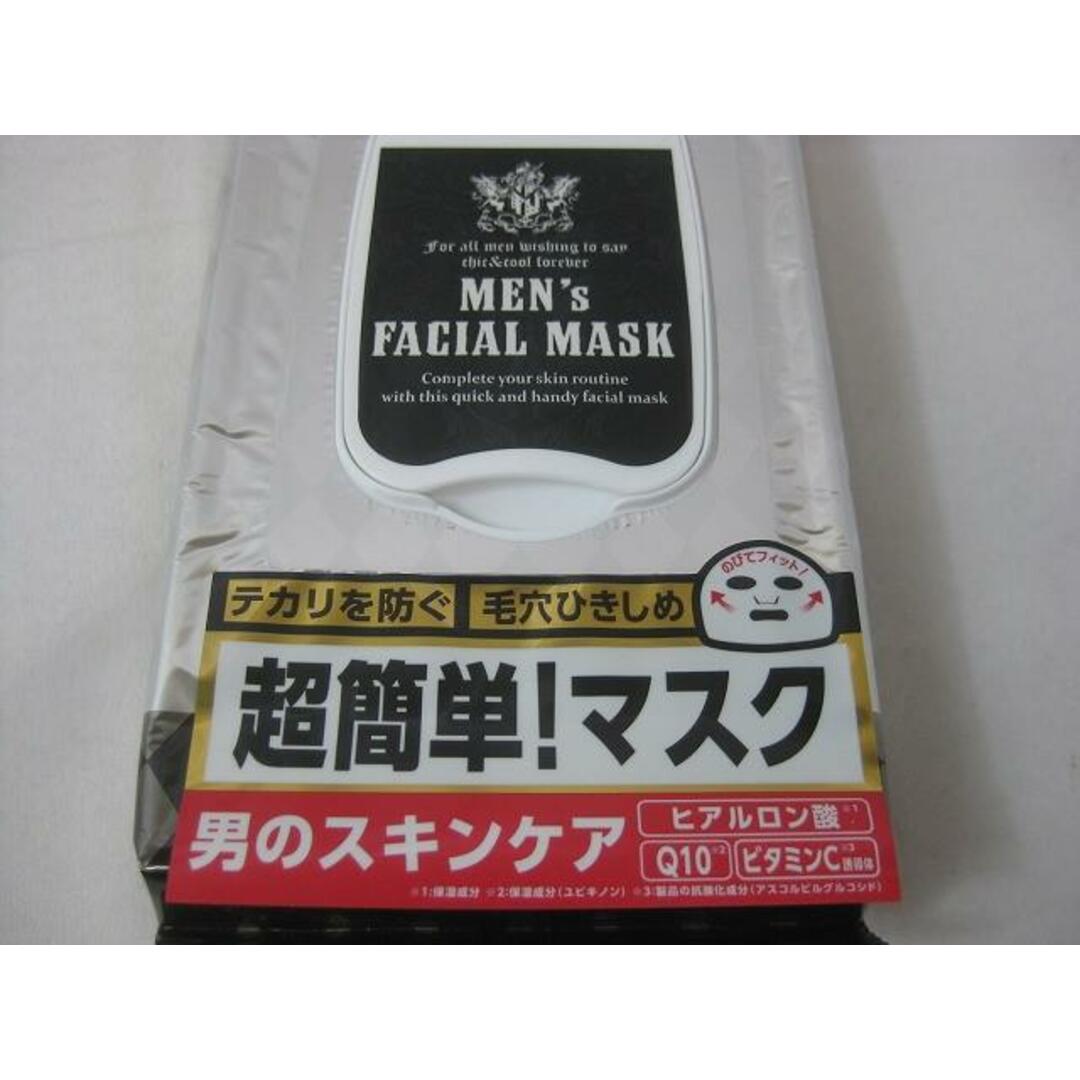 For all men wishing to say
chic&cool forever
MEN's
FACIAL MASK
Complete your skin routine
with this quick and handy facial mask
のびてフィット!
テカリを防ぐ 毛穴ひきしめ
超簡単!マスク
男のスキンケア
ヒアルロン酸※1
Q10※2 ビタミンC※3誘導体
※1:保湿成分 ※2:保湿成分(ユビキノン) ※3:製品の抗酸化成分(アスコルビルグルコシド)